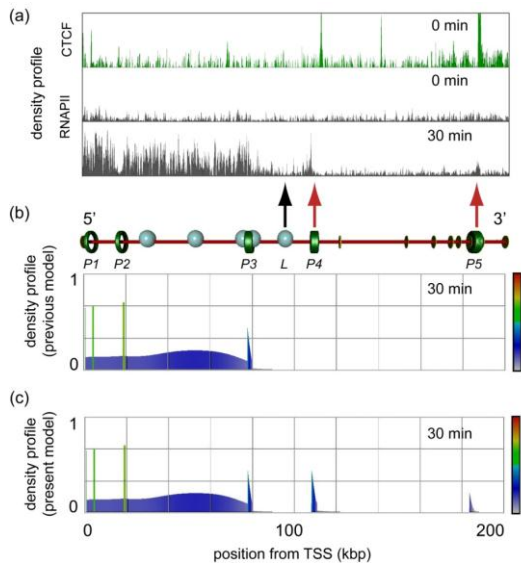 (a)
density profile
CTCF
0 min
RNAPII
0 min
30 min
(b)
5'
3'
P1 P2 P3 L P4 P5
density profile
(previous model)
1
0
30 min
(c)
density profile
(present model)
1
0
30 min
0 100 200
position from TSS (kbp)